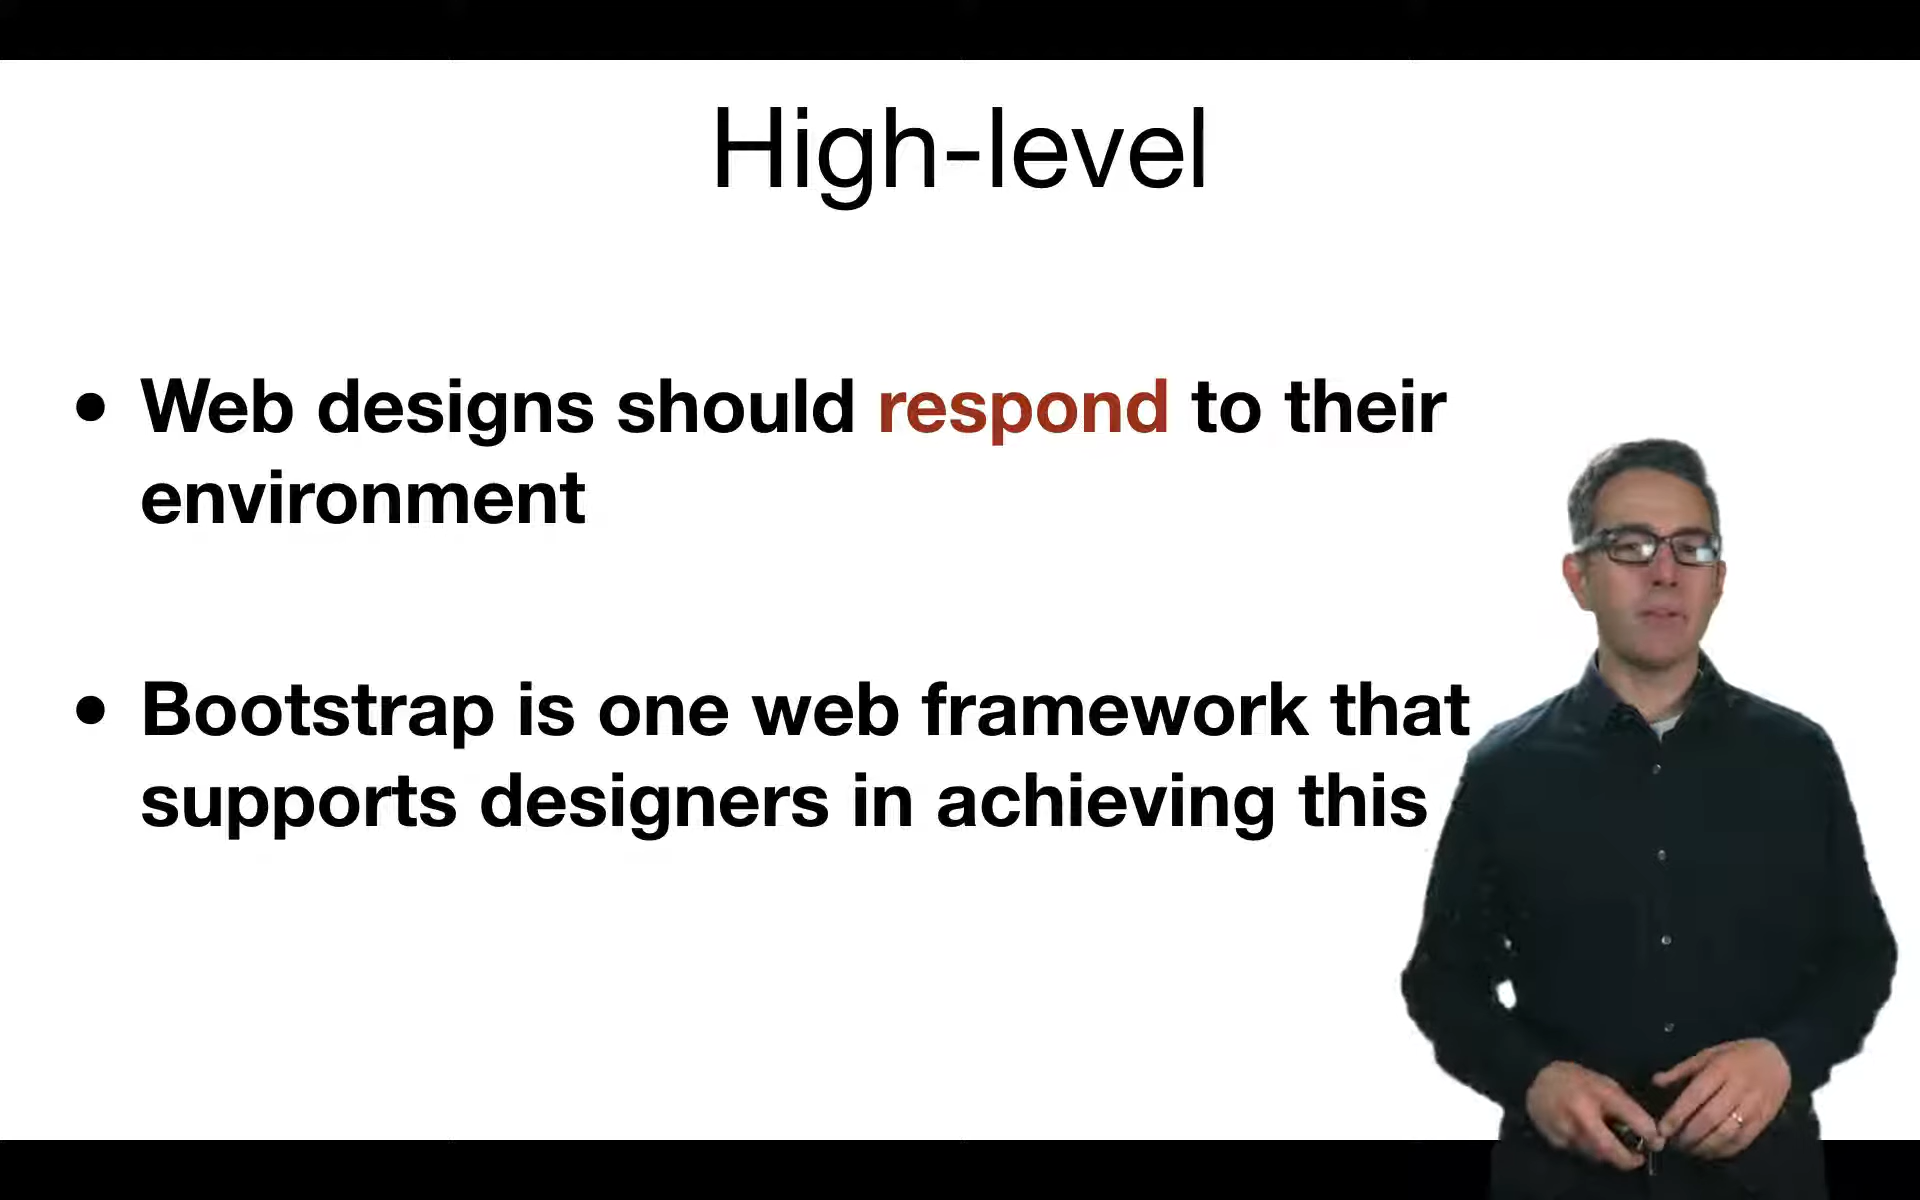 High-level
• Web designs should respond to their
environment
• Bootstrap is one web framework that
supports designers in achieving this